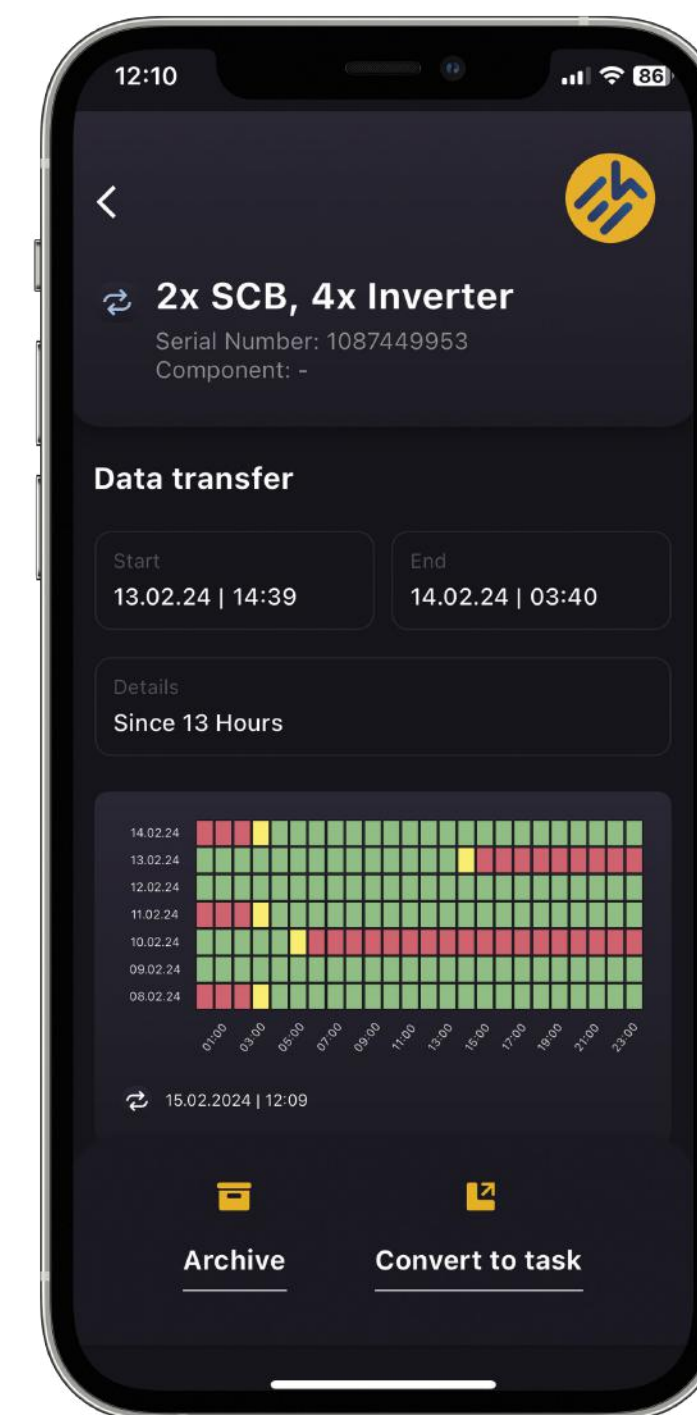 12:10
86
2x SCB, 4x Inverter
Serial Number: 1087449953
Component: -
Data transfer
Start
13.02.24 | 14:39
End
14.02.24 | 03:40
Details
Since 13 Hours
14.02.24
13.02.24
12.02.24
11.02.24
10.02.24
09.02.24
08.02.24
01:00 03:00 05:00 07:00 09:00 11:00 13:00 15:00 17:00 19:00 21:00 23:00
15.02.2024 | 12:09
Archive
Convert to task